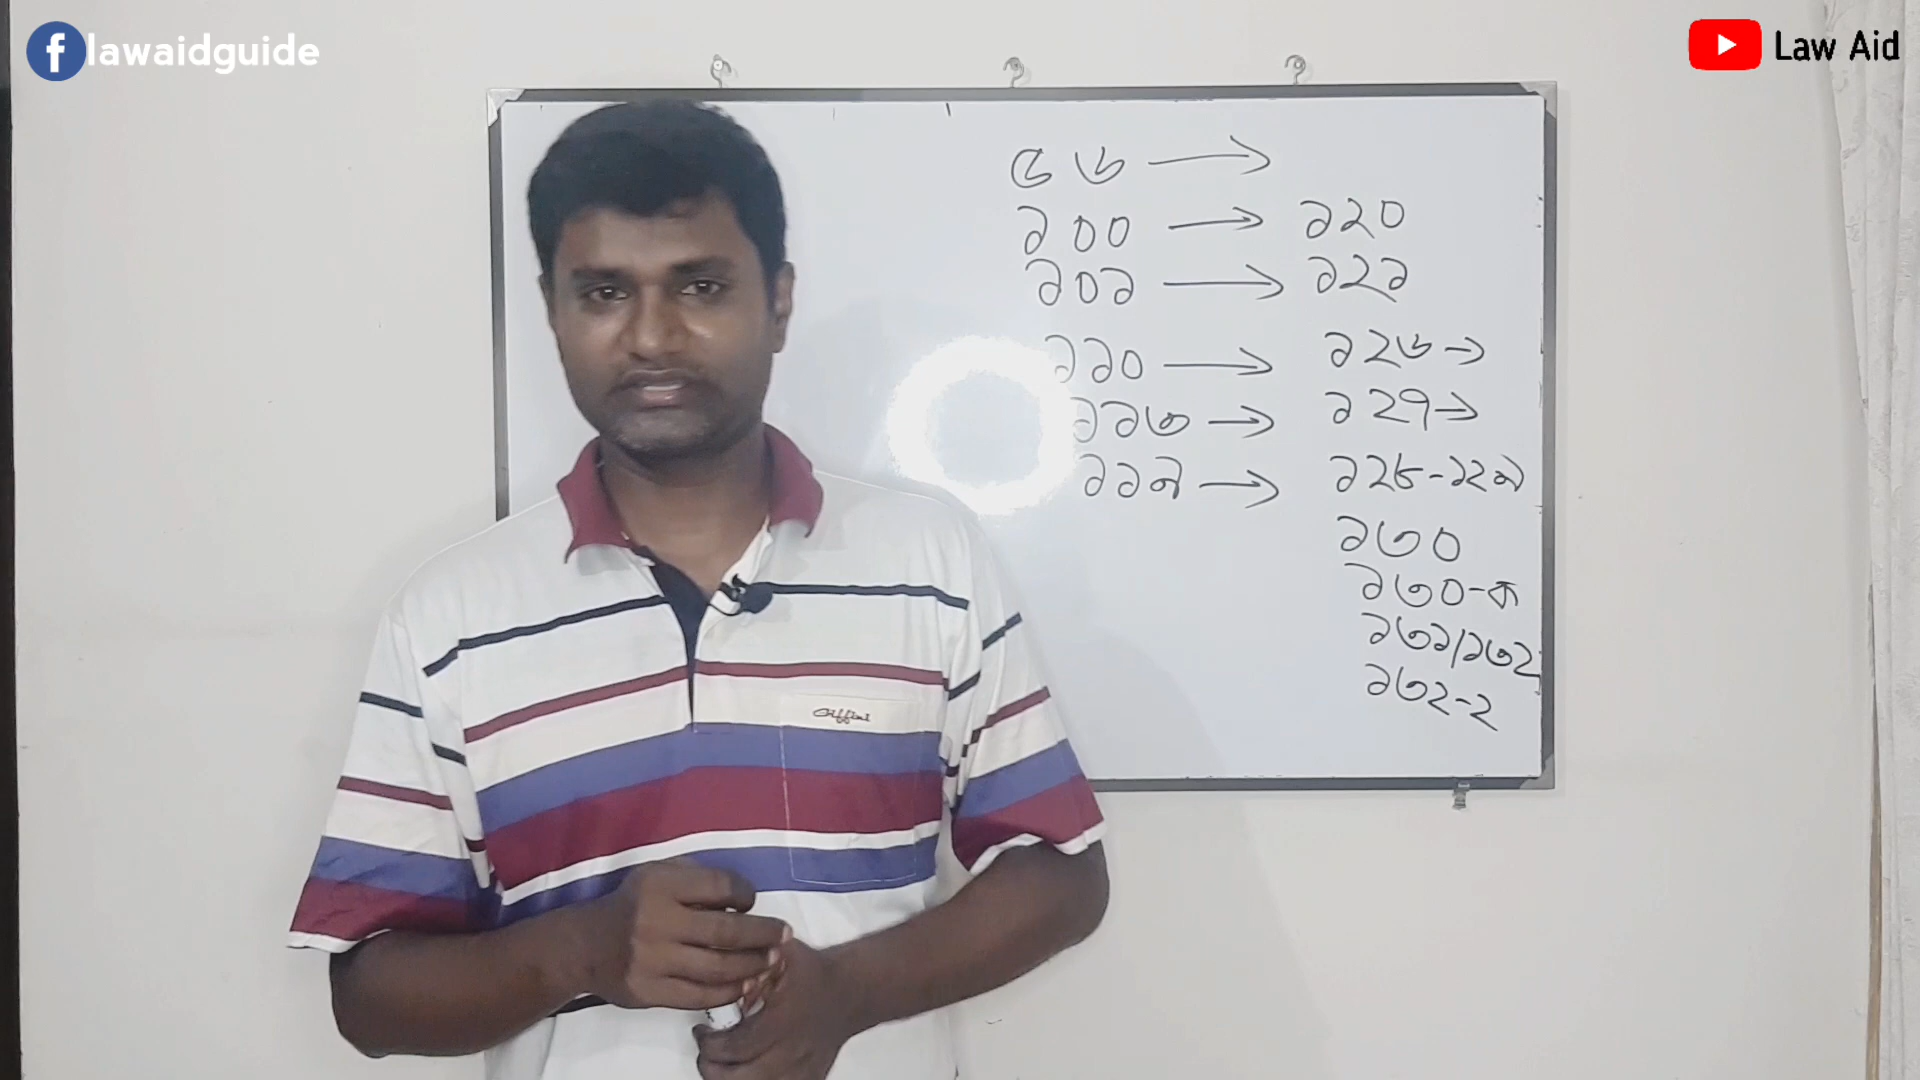 lawaidguide
Law Aid
৫৬ →
১০০ → ১২০
১০১ → ১২১
১১০ → ১২৬ →
১১৩ → ১২৭ →
১১৯ → ১২৮-১২৯
১৩০
১৩০-ক
১৩১/১৩২
১৩২-২